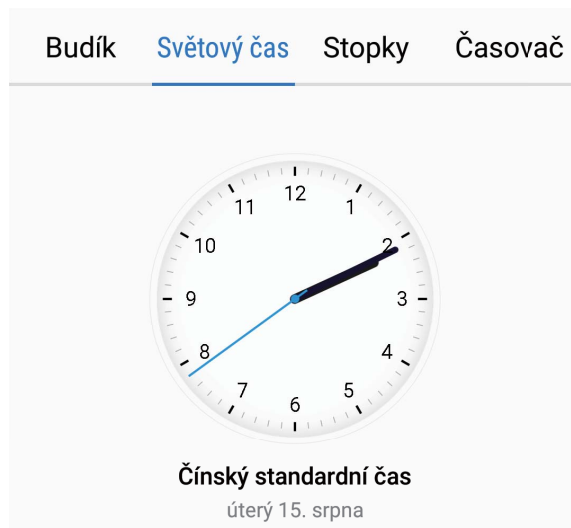 Budík Světový čas Stopky Časovač
12
11 1
10 2
9 3
8 4
7 5
6
Čínský standardní čas
úterý 15. srpna